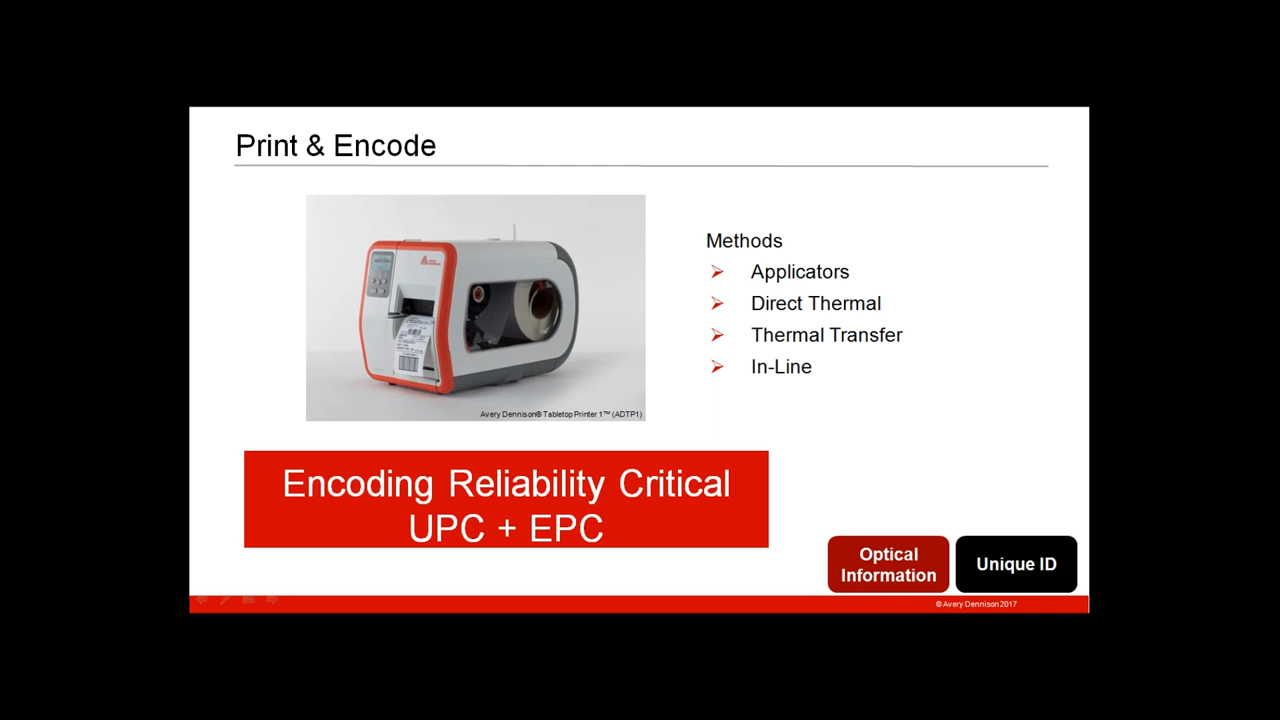 Print & Encode
Methods
➢ Applicators
➢ Direct Thermal
➢ Thermal Transfer
➢ In-Line
Avery Dennison® Tabletop Printer 1™ (ADTP1)
Encoding Reliability Critical
UPC + EPC
Optical
Information
Unique ID
© Avery Dennison 2017